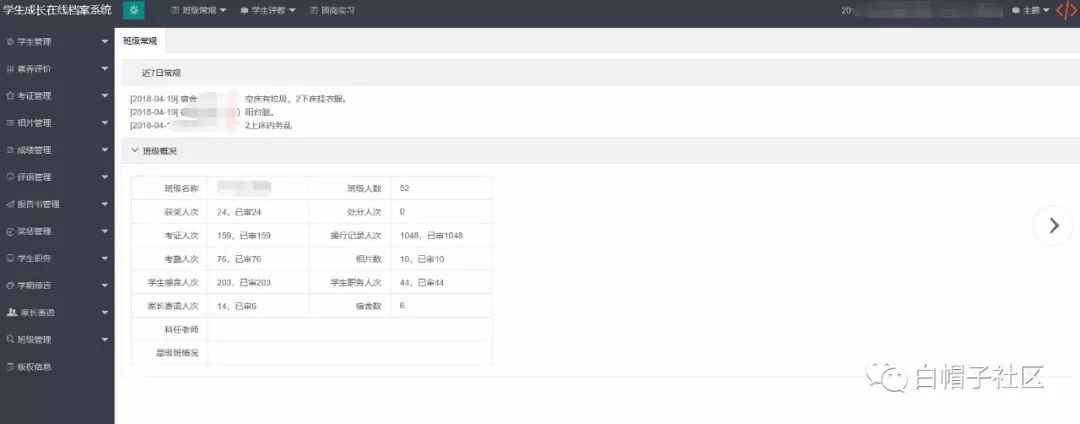 学生成长在线档案系统 班级常规 学生评教 顶岗实习 20 主题
学生管理
素养评价
考证管理
相片管理
成绩管理
评语管理
报告书管理
奖惩管理
学生职务
学期感言
家长寄语
班级管理
版权信息
班级常规
近7日常规
[2018-04-19] 宿舍 空床有垃圾，2下床挂衣服。
[2018-04-19] ）阳台脏。
[2018-04-1 2上床内务乱
班级概况
班级名称 班级人数 52
获奖人次 24，已审24 处分人次 0
考证人次 159，已审159 操行记录人次 1048，已审1048
考勤人次 76，已审76 相片数 10，已审10
学生感言人次 203，已审203 学生职务人次 44，已审44
家长寄语人次 14，已审6 宿舍数 6
科任老师
星级班情况
白帽子社区